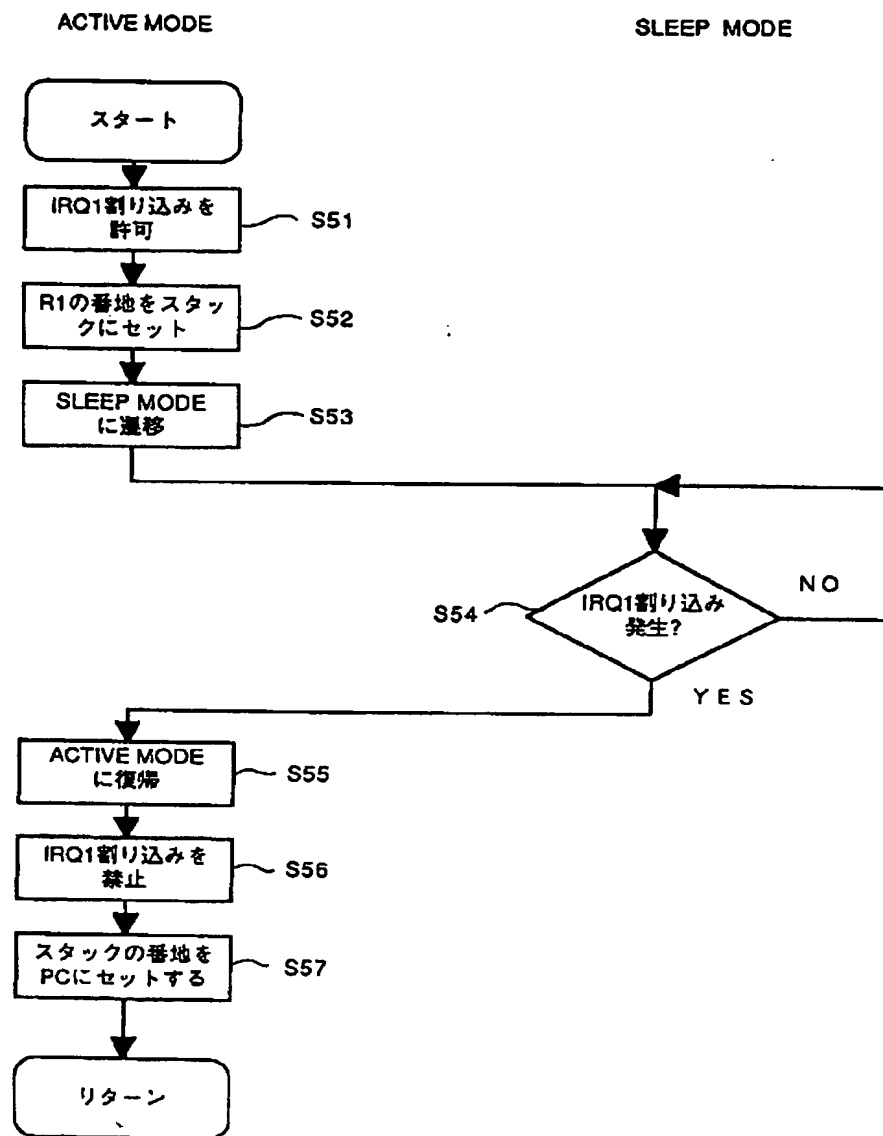 ACTIVE MODE
SLEEP MODE
スタート
IRQ1割り込みを
許可
S51
R1の番地をスタッ
クにセット
S52
SLEEP MODE
に遷移
S53
IRQ1割り込み
発生?
S54
NO
YES
ACTIVE MODE
に復帰
S55
IRQ1割り込みを
禁止
S56
スタックの番地を
PCにセットする
S57
リターン